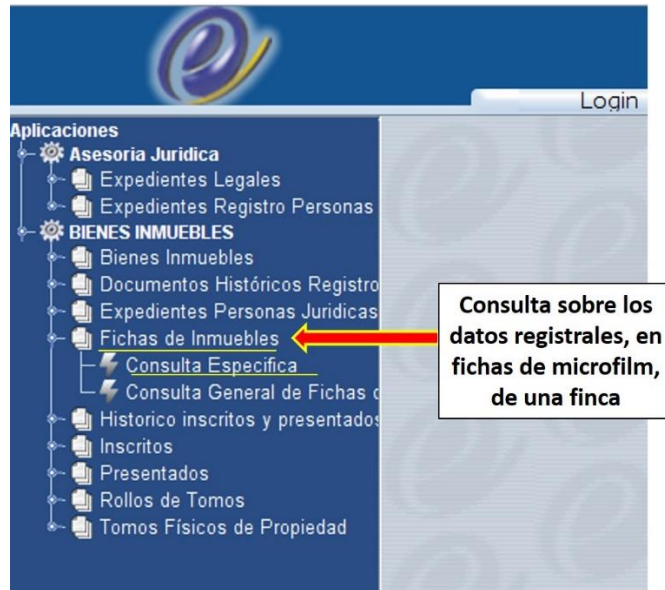 Login
Aplicaciones
Asesoria Juridica
Expedientes Legales
Expedientes Registro Personas
BIENES INMUEBLES
Bienes Inmuebles
Documentos Históricos Registro
Expedientes Personas Juridicas
Fichas de Inmuebles
Consulta Especifica
Consulta General de Fichas
Historico inscritos y presentados
Inscritos
Presentados
Rollos de Tomos
Tomos Físicos de Propiedad
Consulta sobre los
datos registrales, en
fichas de microfilm,
de una finca